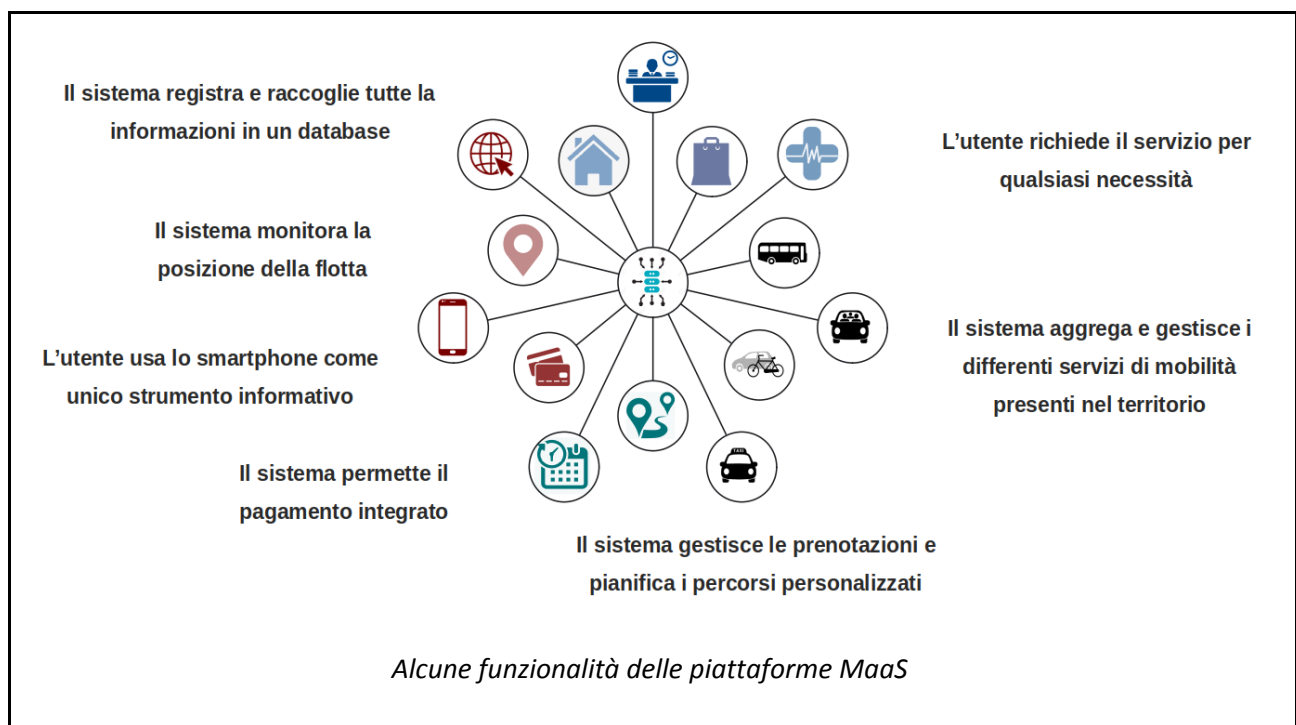 Il sistema registra e raccoglie tutte la
informazioni in un database
L’utente richiede il servizio per
qualsiasi necessità
Il sistema monitora la
posizione della flotta
Il sistema aggrega e gestisce i
differenti servizi di mobilità
presenti nel territorio
L’utente usa lo smartphone come
unico strumento informativo
TAXI
Il sistema permette il
pagamento integrato
Il sistema gestisce le prenotazioni e
pianifica i percorsi personalizzati
Alcune funzionalità delle piattaforme MaaS